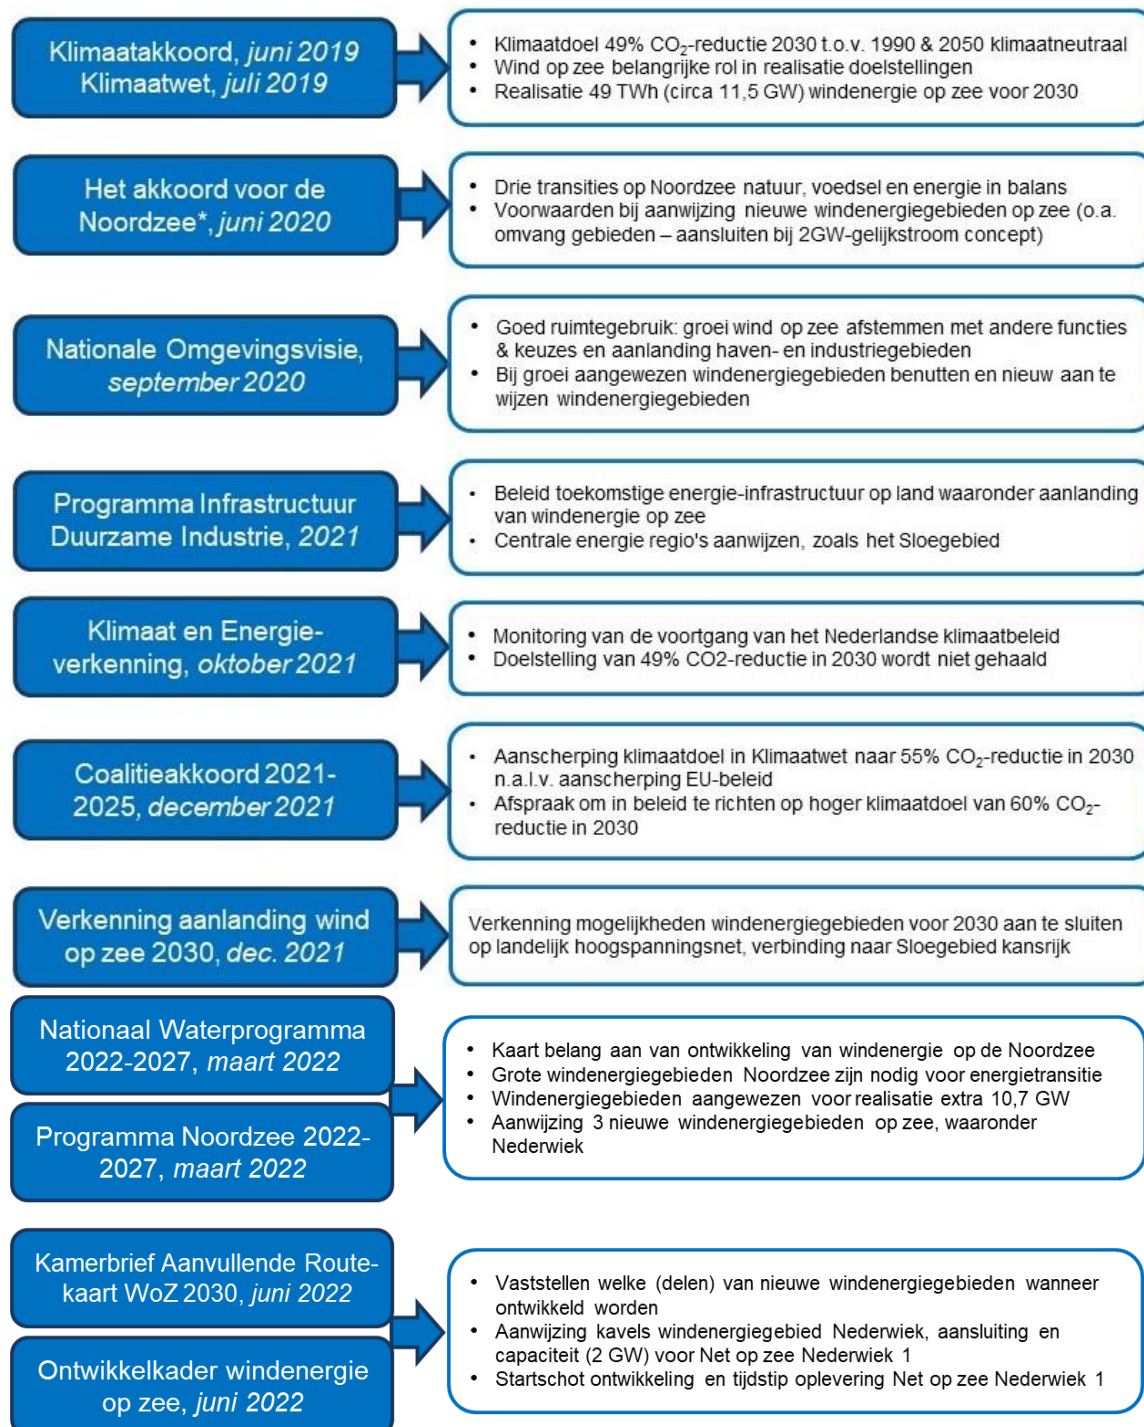 Klimaatakkoord, juni 2019
Klimaatwet, juli 2019
• Klimaatdoel 49% CO₂-reductie 2030 t.o.v. 1990 & 2050 klimaatneutraal
• Wind op zee belangrijke rol in realisatie doelstellingen
• Realisatie 49 TWh (circa 11,5 GW) windenergie op zee voor 2030
Het akkoord voor de
Noordzee*, juni 2020
• Drie transities op Noordzee natuur, voedsel en energie in balans
• Voorwaarden bij aanwijzing nieuwe windenergiegebieden op zee (o.a.
omvang gebieden – aansluiten bij 2GW-gelijkstroom concept)
Nationale Omgevingsvisie,
september 2020
• Goed ruimtegebruik: groei wind op zee afstemmen met andere functies
& keuzes en aanlanding haven- en industriegebieden
• Bij groei aangewezen windenergiegebieden benutten en nieuw aan te
wijzen windenergiegebieden
Programma Infrastructuur
Duurzame Industrie, 2021
• Beleid toekomstige energie-infrastructuur op land waaronder aanlanding
van windenergie op zee
• Centrale energie regio's aanwijzen, zoals het Sloegebied
Klimaat en Energie-
verkenning, oktober 2021
• Monitoring van de voortgang van het Nederlandse klimaatbeleid
• Doelstelling van 49% CO2-reductie in 2030 wordt niet gehaald
Coalitieakkoord 2021-
2025, december 2021
• Aanscherping klimaatdoel in Klimaatwet naar 55% CO₂-reductie in 2030
n.a.l.v. aanscherping EU-beleid
• Afspraak om in beleid te richten op hoger klimaatdoel van 60% CO₂-
reductie in 2030
Verkenning aanlanding wind
op zee 2030, dec. 2021
Verkenning mogelijkheden windenergiegebieden voor 2030 aan te sluiten
op landelijk hoogspanningsnet, verbinding naar Sloegebied kansrijk
Nationaal Waterprogramma
2022-2027, maart 2022
Programma Noordzee 2022-
2027, maart 2022
• Kaart belang aan van ontwikkeling van windenergie op de Noordzee
• Grote windenergiegebieden Noordzee zijn nodig voor energietransitie
• Windenergiegebieden aangewezen voor realisatie extra 10,7 GW
• Aanwijzing 3 nieuwe windenergiegebieden op zee, waaronder
Nederwiek
Kamerbrief Aanvullende Route-
kaart WoZ 2030, juni 2022
Ontwikkelkader windenergie
op zee, juni 2022
• Vaststellen welke (delen) van nieuwe windenergiegebieden wanneer
ontwikkeld worden
• Aanwijzing kavels windenergiegebied Nederwiek, aansluiting en
capaciteit (2 GW) voor Net op zee Nederwiek 1
• Startschot ontwikkeling en tijdstip oplevering Net op zee Nederwiek 1